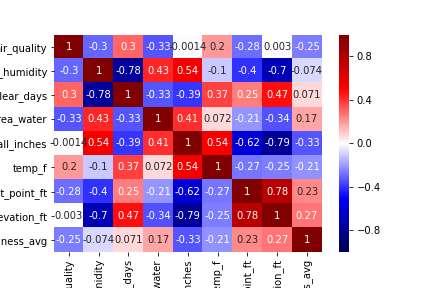 ir_quality 1 -0.3 0.3 -0.33 -0.0014 0.2 -0.28 0.003 -0.25
_humidity -0.3 1 -0.78 0.43 0.54 -0.1 -0.4 -0.7 -0.074
lear_days 0.3 -0.78 1 -0.33 -0.39 0.37 0.25 0.47 0.071
rea_water -0.33 0.43 -0.33 1 0.41 0.072 -0.21 -0.34 0.17
all_inches -0.0014 0.54 -0.39 0.41 1 0.54 -0.62 -0.79 -0.33
temp_f 0.2 -0.1 0.37 0.072 0.54 1 -0.27 -0.25 -0.21
t_point_ft -0.28 -0.4 0.25 -0.21 -0.62 -0.27 1 0.78 0.23
evation_ft -0.003 -0.7 0.47 -0.34 -0.79 -0.25 0.78 1 0.27
ness_avg -0.25 -0.074 0.071 0.17 -0.33 -0.21 0.23 0.27 1
uality
midity
_days
water
nches
emp_f
oint_ft
ion_ft
s_avg
0.8
0.4
0.0
-0.4
-0.8